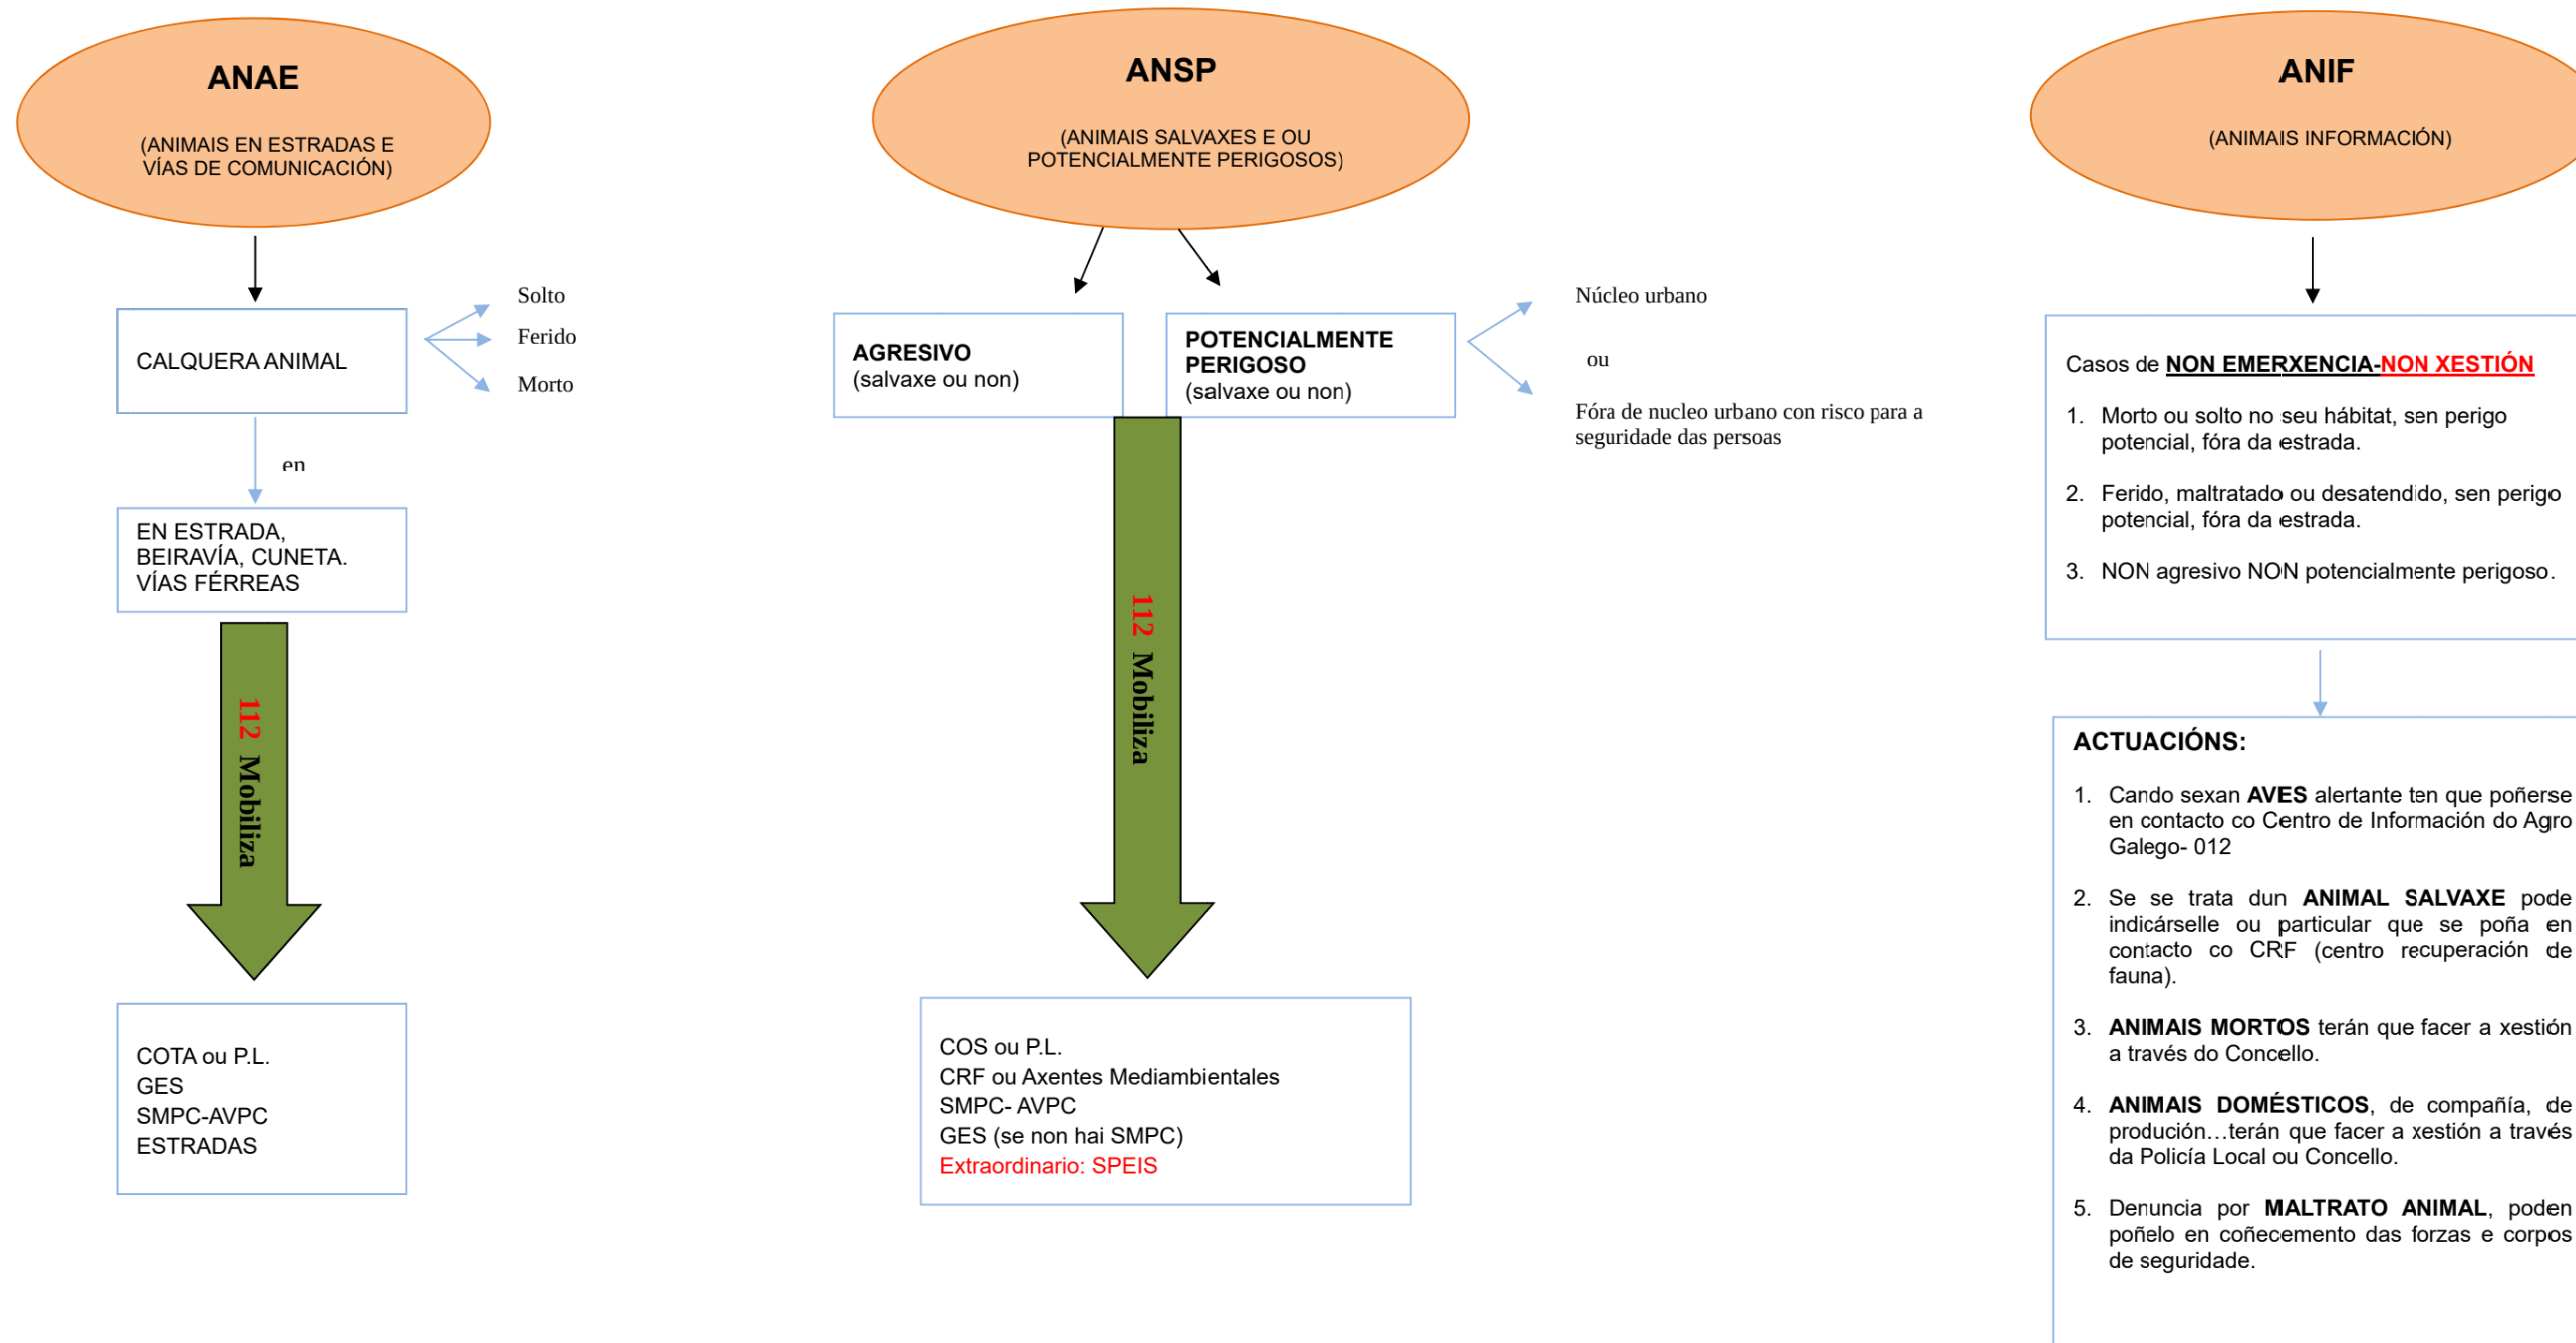 ANAE
(ANIMAIS EN ESTRADAS E
VÍAS DE COMUNICACIÓN)
CALQUERA ANIMAL
Solto
Ferido
Morto
en
EN ESTRADA,
BEIRAVÍA, CUNETA.
VÍAS FÉRREAS
112 Mobiliza
COTA ou P.L.
GES
SMPC-AVPC
ESTRADAS
ANSP
(ANIMAIS SALVAXES E OU
POTENCIALMENTE PERIGOSOS)
AGRESIVO
(salvaxe ou non)
POTENCIALMENTE
PERIGOSO
(salvaxe ou non)
Núcleo urbano
ou
Fóra de nucleo urbano con risco para a
seguridade das persoas
112 Mobiliza
COS ou P.L.
CRF ou Axentes Mediambientales
SMPC- AVPC
GES (se non hai SMPC)
Extraordinario: SPEIS
ANIF
(ANIMAIS INFORMACIÓN)
Casos de NON EMERXENCIA-NON XESTIÓN
1. Morto ou solto no seu hábitat, sen perigo
potencial, fóra da estrada.
2. Ferido, maltratado ou desatendido, sen perigo
potencial, fóra da estrada.
3. NON agresivo NON potencialmente perigoso.
ACTUACIÓNS:
1. Cando sexan AVES alertante ten que poñerse
en contacto co Centro de Información do Agro
Galego- 012
2. Se se trata dun ANIMAL SALVAXE pode
indicárselle ou particular que se poña en
contacto co CRF (centro recuperación de
fauna).
3. ANIMAIS MORTOS terán que facer a xestión
a través do Concello.
4. ANIMAIS DOMÉSTICOS, de compañía, de
produción…terán que facer a xestión a través
da Policía Local ou Concello.
5. Denuncia por MALTRATO ANIMAL, poden
poñelo en coñecemento das forzas e corpos
de seguridade.